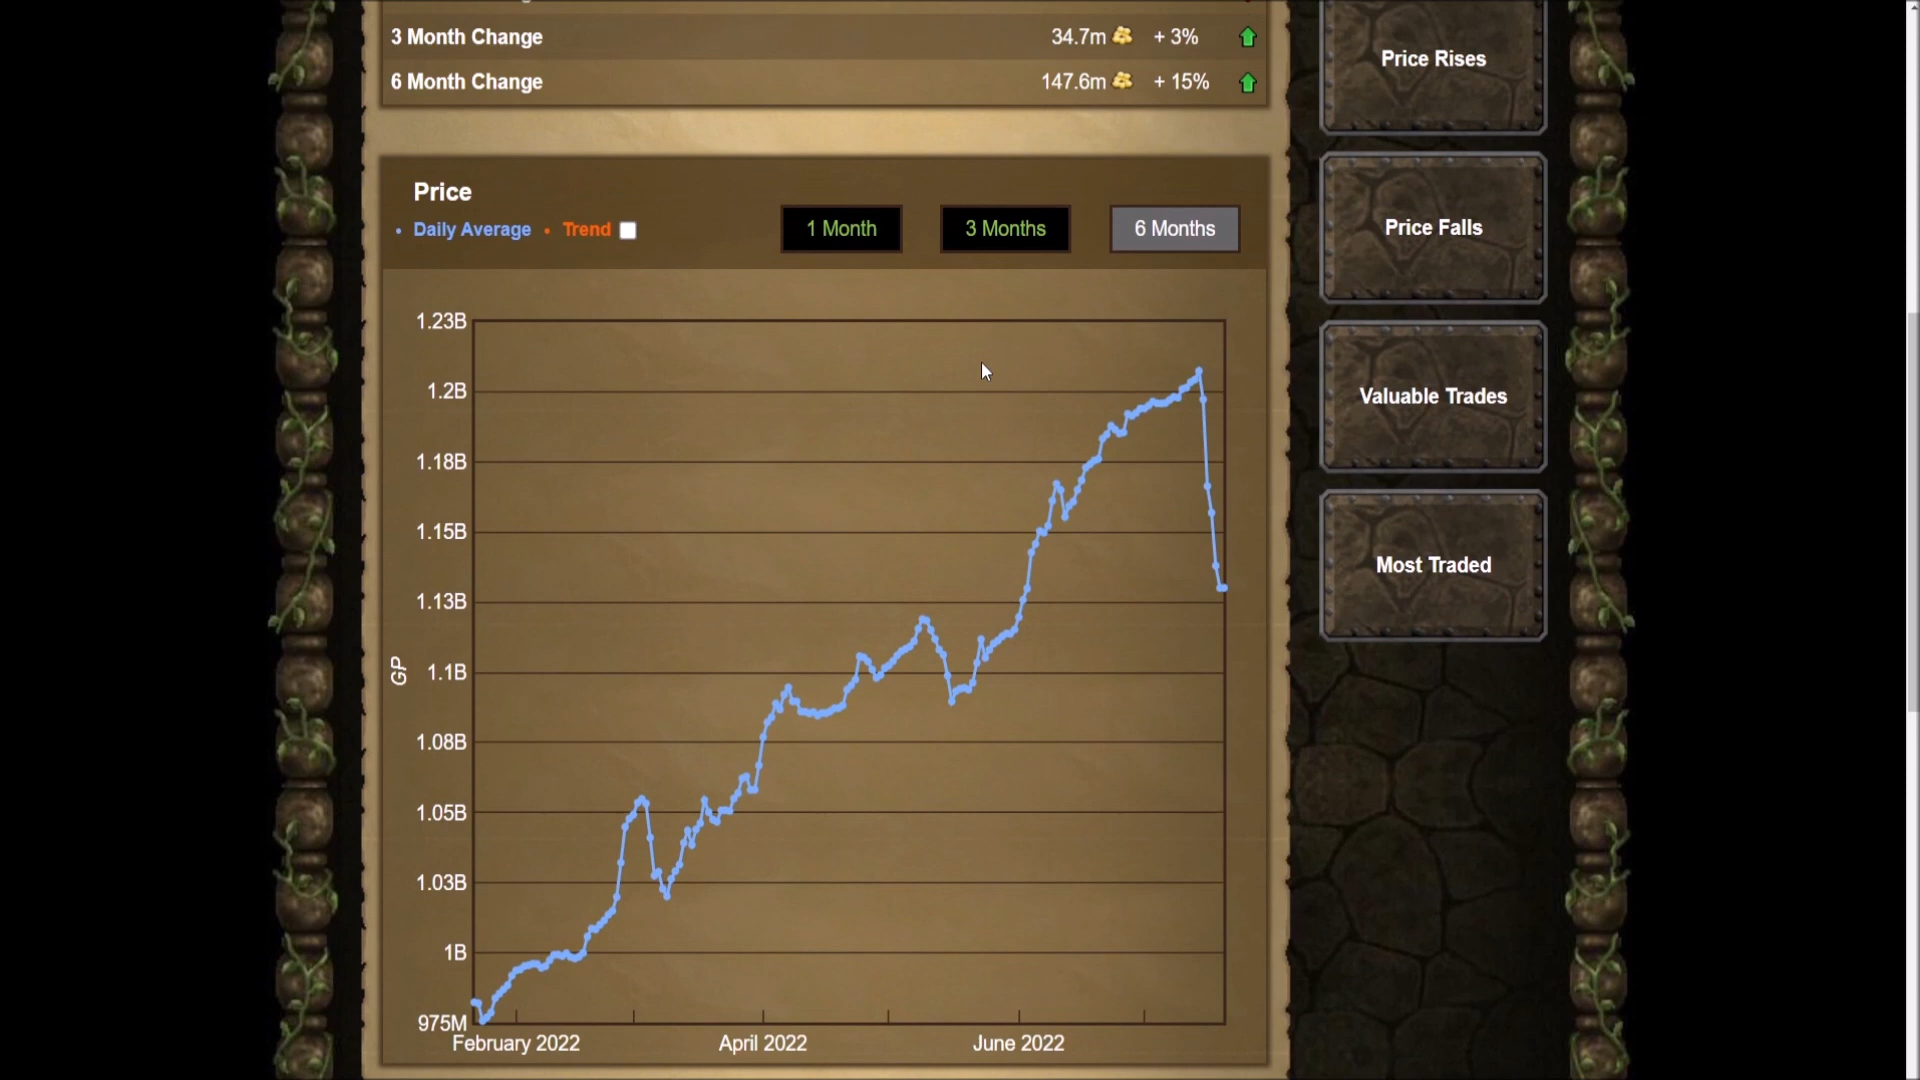 3 Month Change 34.7m + 3%
6 Month Change 147.6m + 15%
Price Rises
Price
• Daily Average • Trend
1 Month 3 Months 6 Months
Price Falls
Valuable Trades
Most Traded
1.23B
1.2B
1.18B
1.15B
1.13B
1.1B
1.08B
1.05B
1.03B
1B
975M
GP
February 2022 April 2022 June 2022